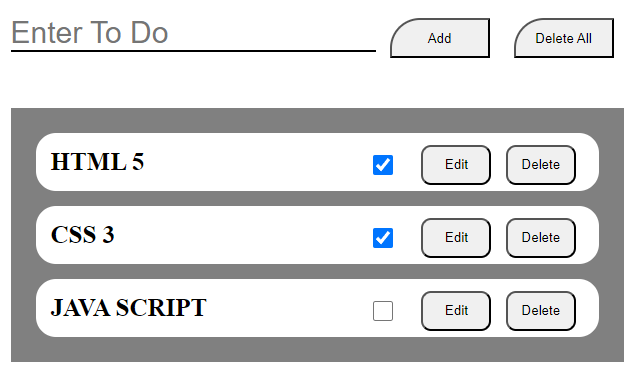 Enter To Do Add Delete All
HTML 5 Edit Delete
CSS 3 Edit Delete
JAVA SCRIPT Edit Delete